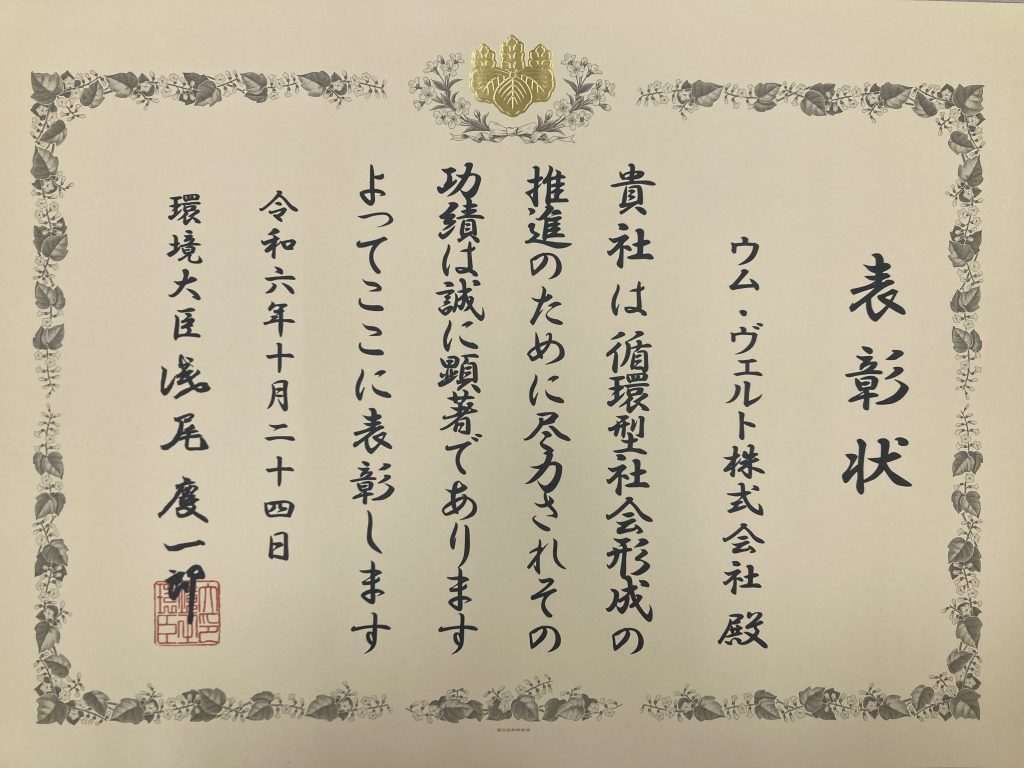 表彰状
ウム・ヴェルト株式会社 殿
貴社は循環型社会形成の
推進のために尽力されその
功績は誠に顕著であります
よってここに表彰します
令和六年十月二十四日
環境大臣 浅尾慶一郎